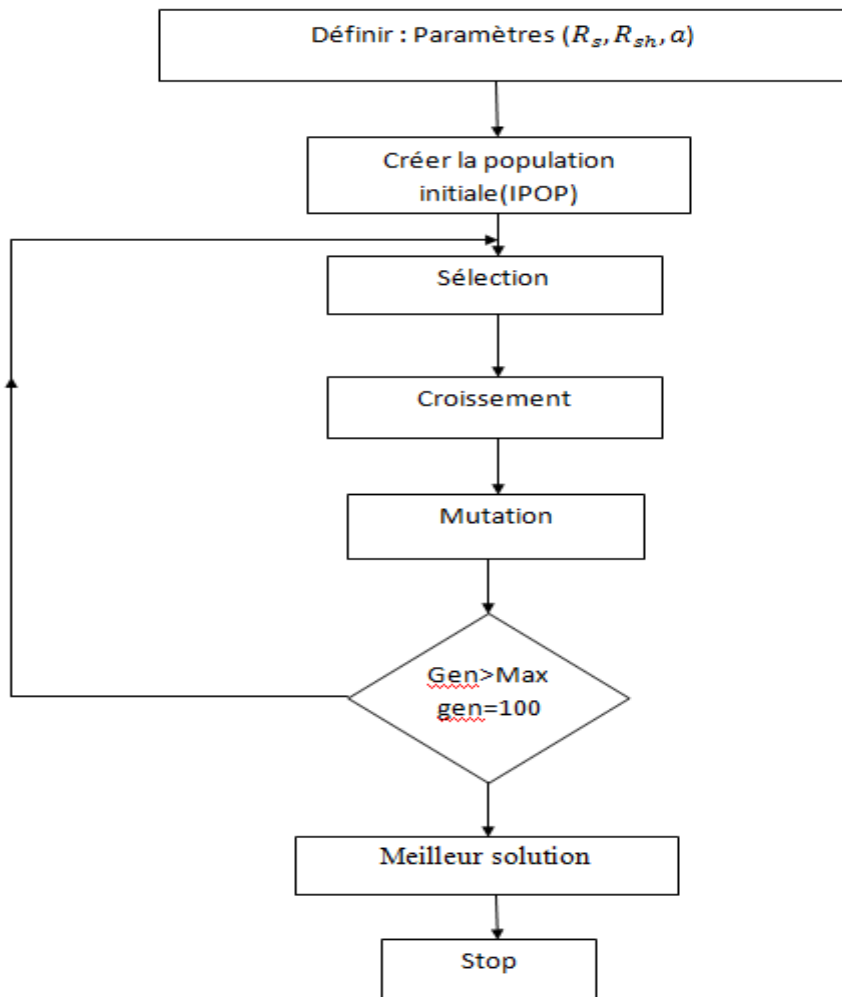 Définir : Paramètres (𝑅ₛ, 𝑅ₛₕ, 𝑎)
Créer la population
initiale(IPOP)
Sélection
Croissement
Mutation
Gen>Max
gen=100
Meilleur solution
Stop